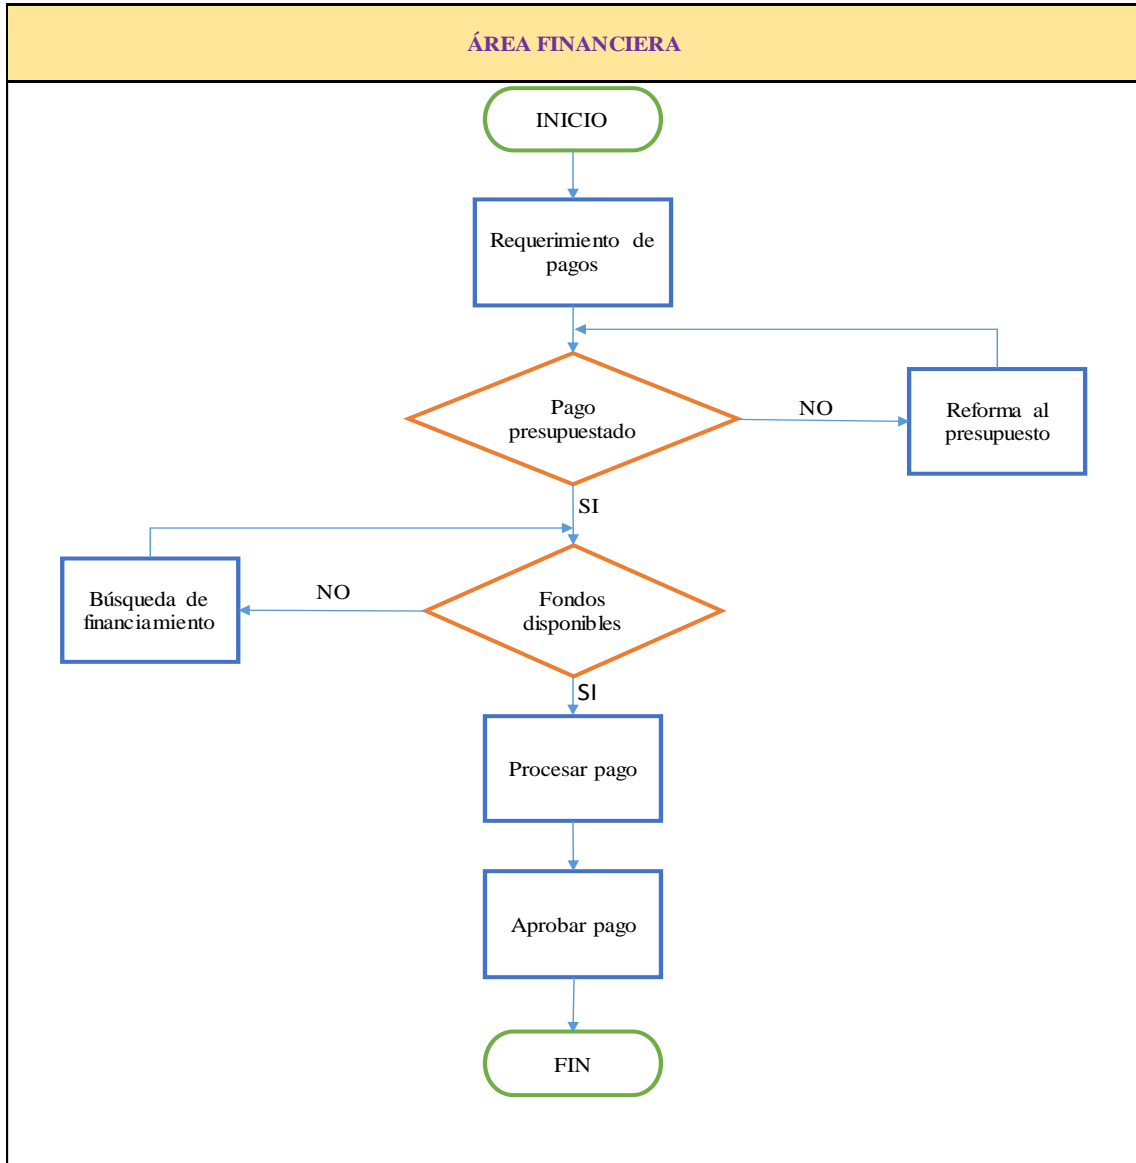 ÁREA FINANCIERA
INICIO
Requerimiento de
pagos
Pago
presupuestado
NO
Reforma al
presupuesto
SI
Búsqueda de
financiamiento
NO
Fondos
disponibles
SI
Procesar pago
Aprobar pago
FIN